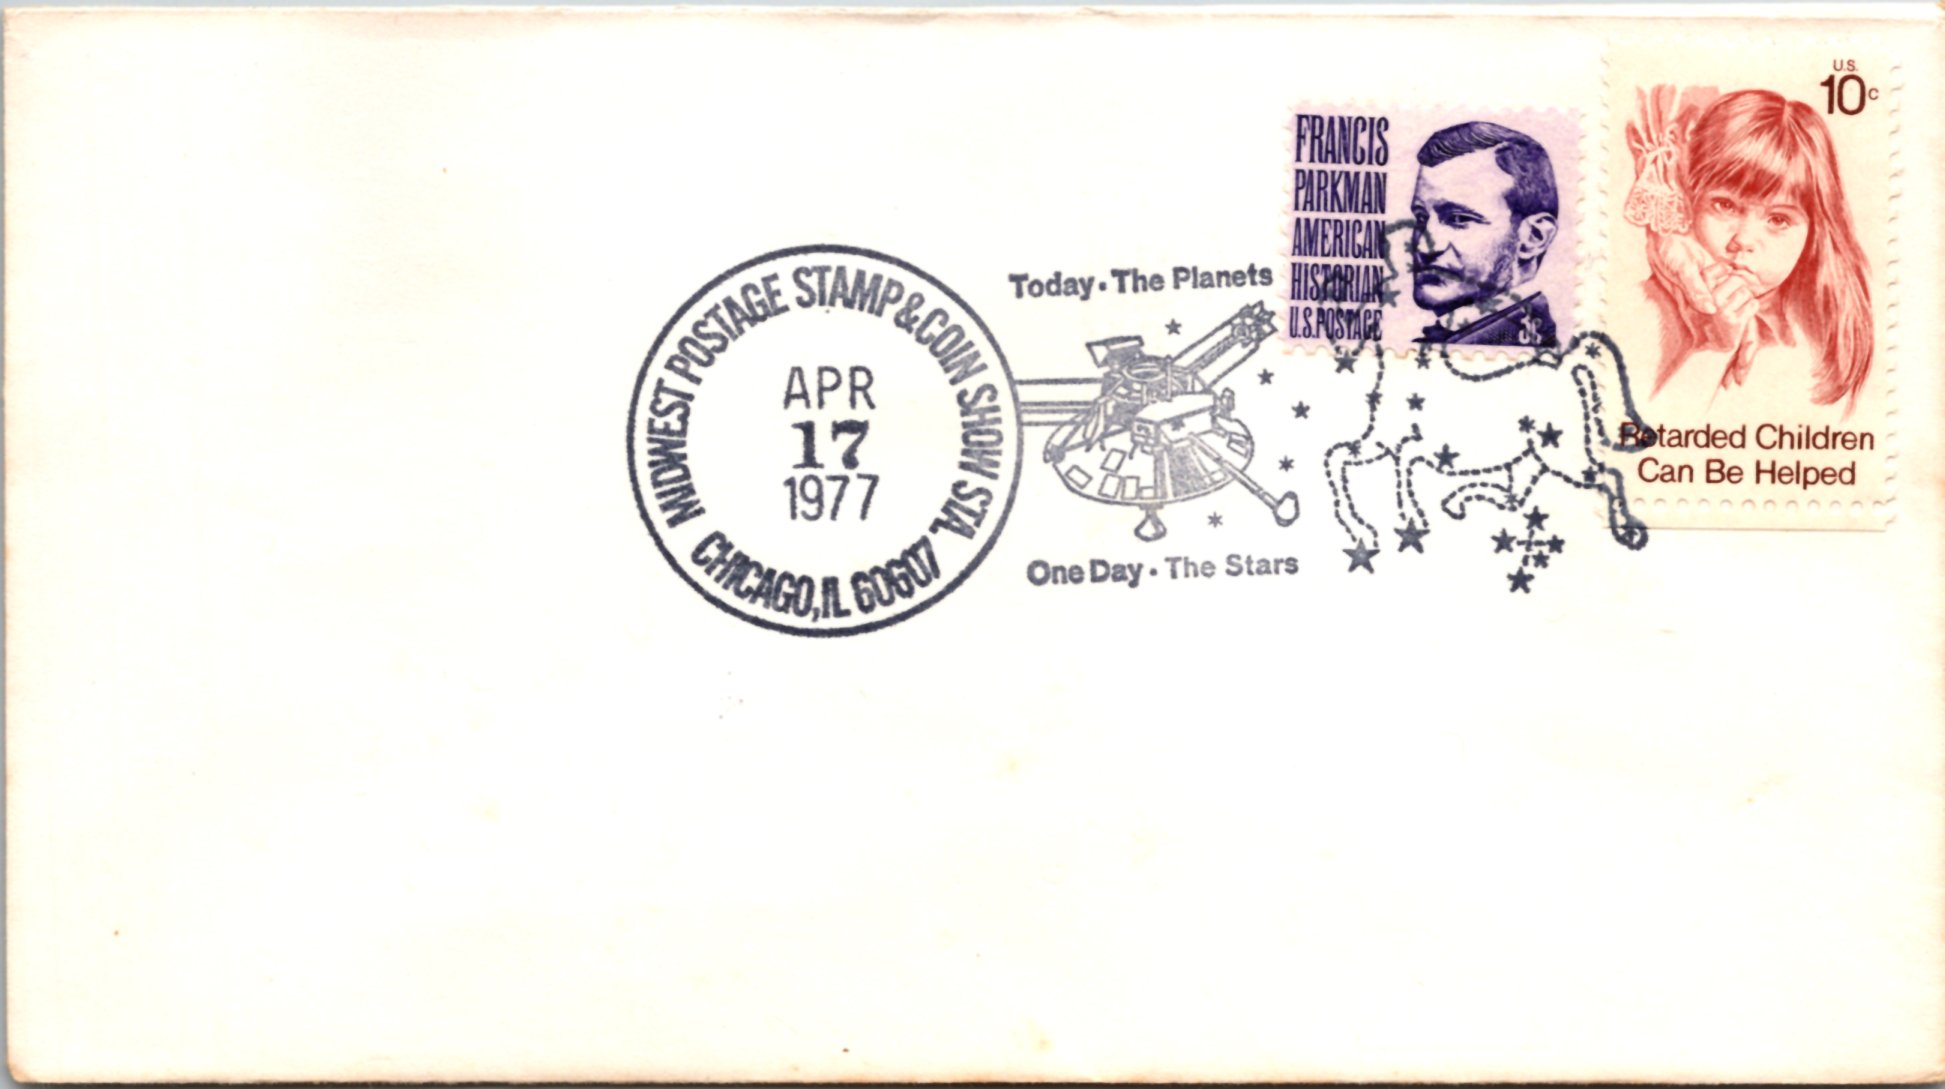 U.S.
10c
FRANCIS
PARKMAN
AMERICAN
HISTORIAN
U.S.POSTAGE
3c
Retarded Children
Can Be Helped
MIDWEST POSTAGE STAMP & COIN SHOW STA.
CHICAGO, IL 60607
APR
17
1977
Today · The Planets
One Day · The Stars